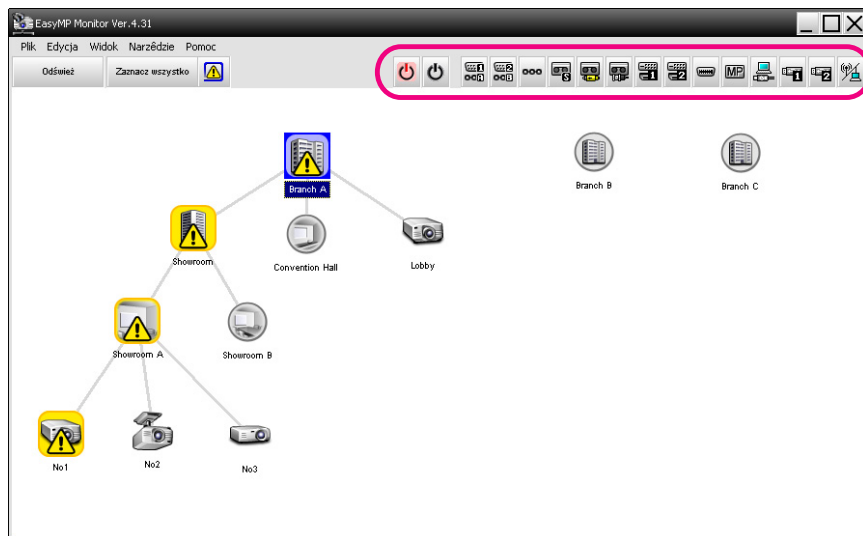 EasyMP Monitor Ver.4.31
Plik Edycja Widok Narzêdzie Pomoc
Odśwież Zaznacz wszystko
MP
Branch A
Branch B
Branch C
Showroom
Convention Hall
Lobby
Showroom A
Showroom B
No1
No2
No3